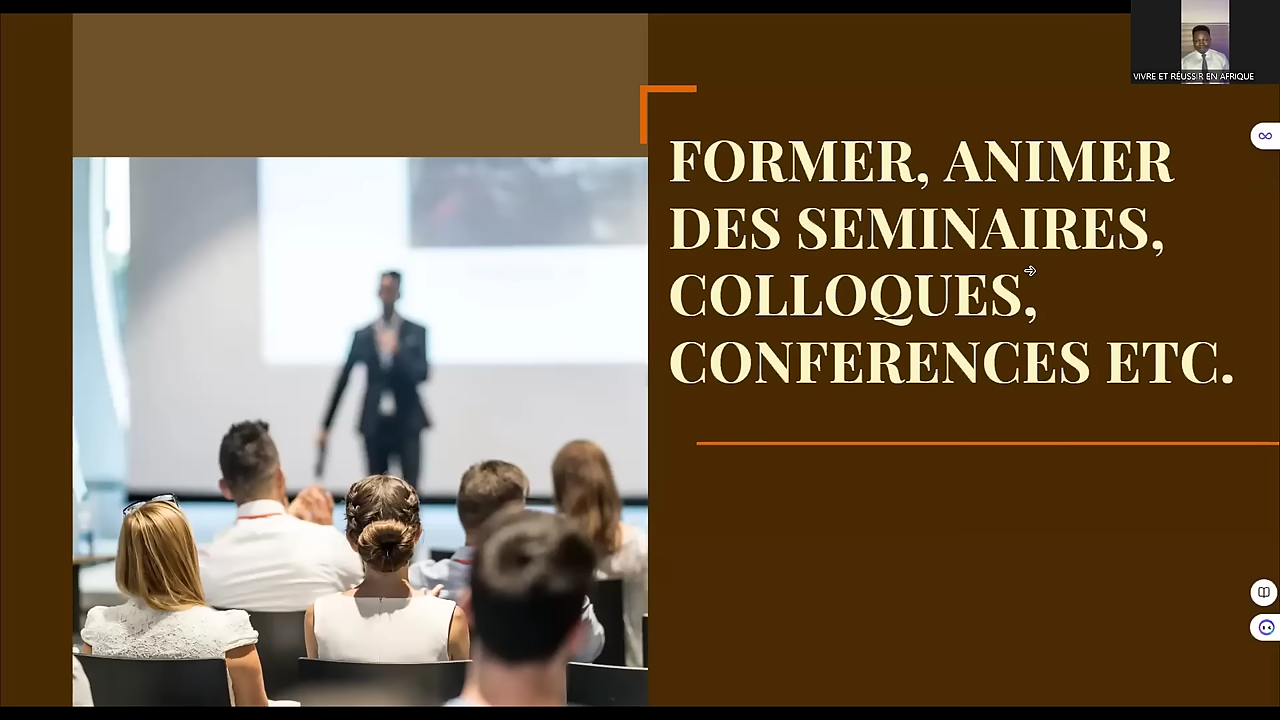 VIVRE ET RÉUSSIR EN AFRIQUE
FORMER, ANIMER
DES SEMINAIRES,
COLLOQUES,
CONFERENCES ETC.